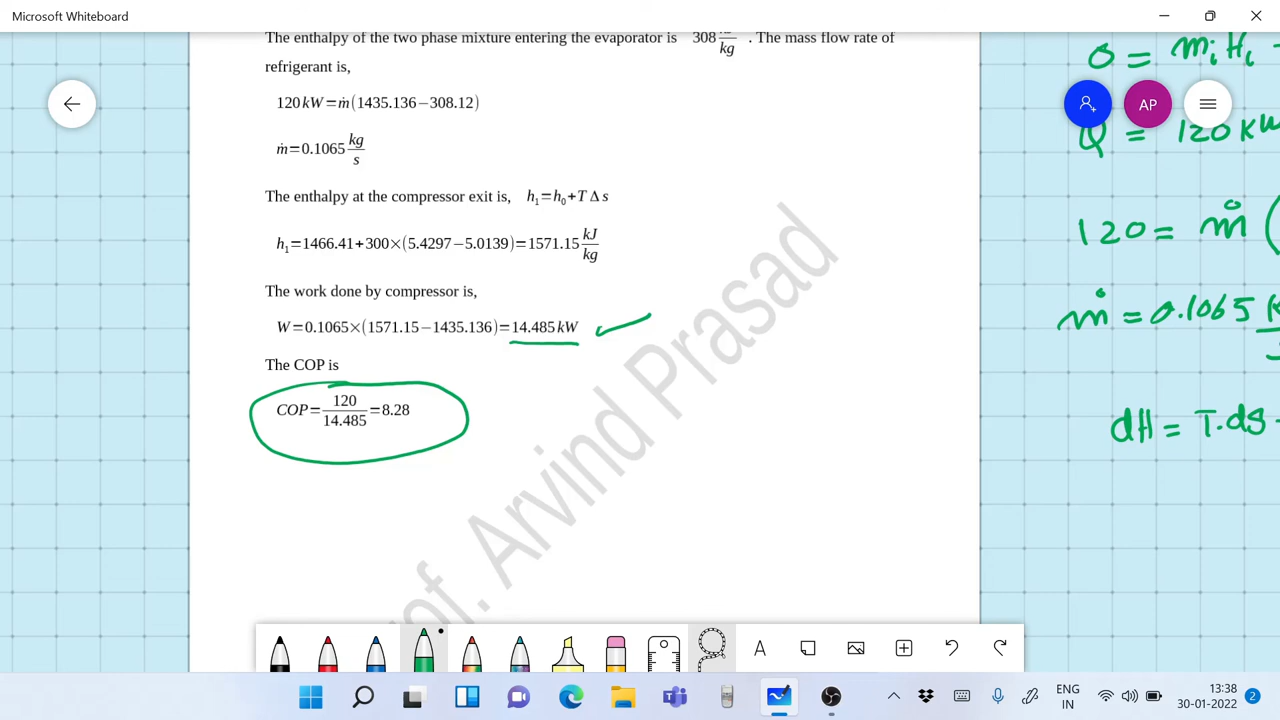 Microsoft Whiteboard
The enthalpy of the two phase mixture entering the evaporator is 308 /kg . The mass flow rate of
refrigerant is,
120 kW = ṁ(1435.136−308.12)
ṁ=0.1065 kg/s
The enthalpy at the compressor exit is, h₁=h₀+T Δ s
h₁=1466.41+300×(5.4297−5.0139)=1571.15 kJ/kg
The work done by compressor is,
W=0.1065×(1571.15−1435.136)=14.485 kW
The COP is
COP=120/14.485=8.28
Prof. Arvind Prasad
0 = ṁᵢHᵢ
AP
Q = 120 kW
120 = ṁ (
ṁ = 0.1065 K
dH = T.dS
A
ENG
IN
13:38
30-01-2022
2